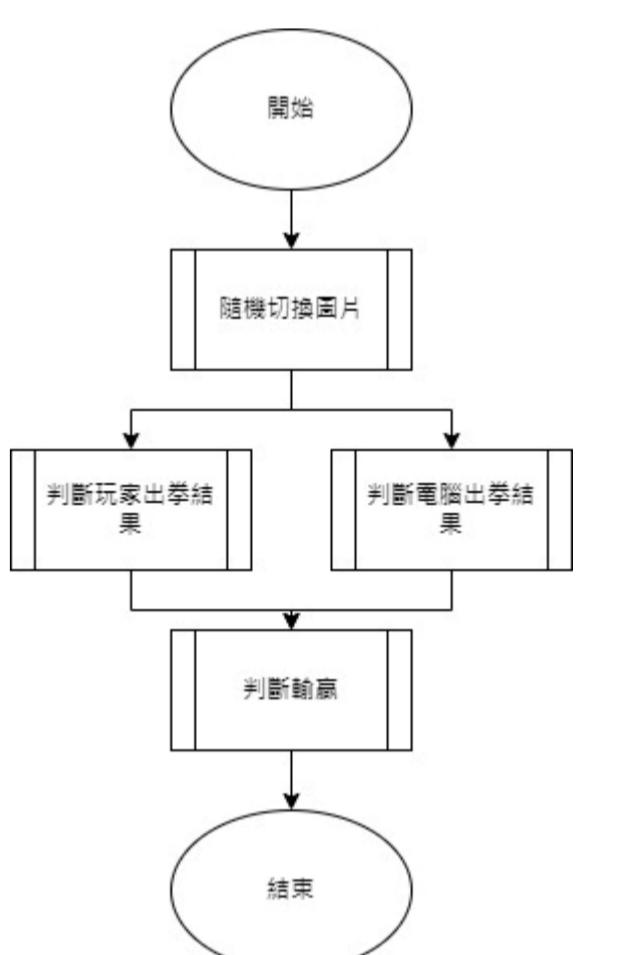 開始
隨機切換圖片
判斷玩家出拳結
果
判斷電腦出拳結
果
判斷輸贏
結束